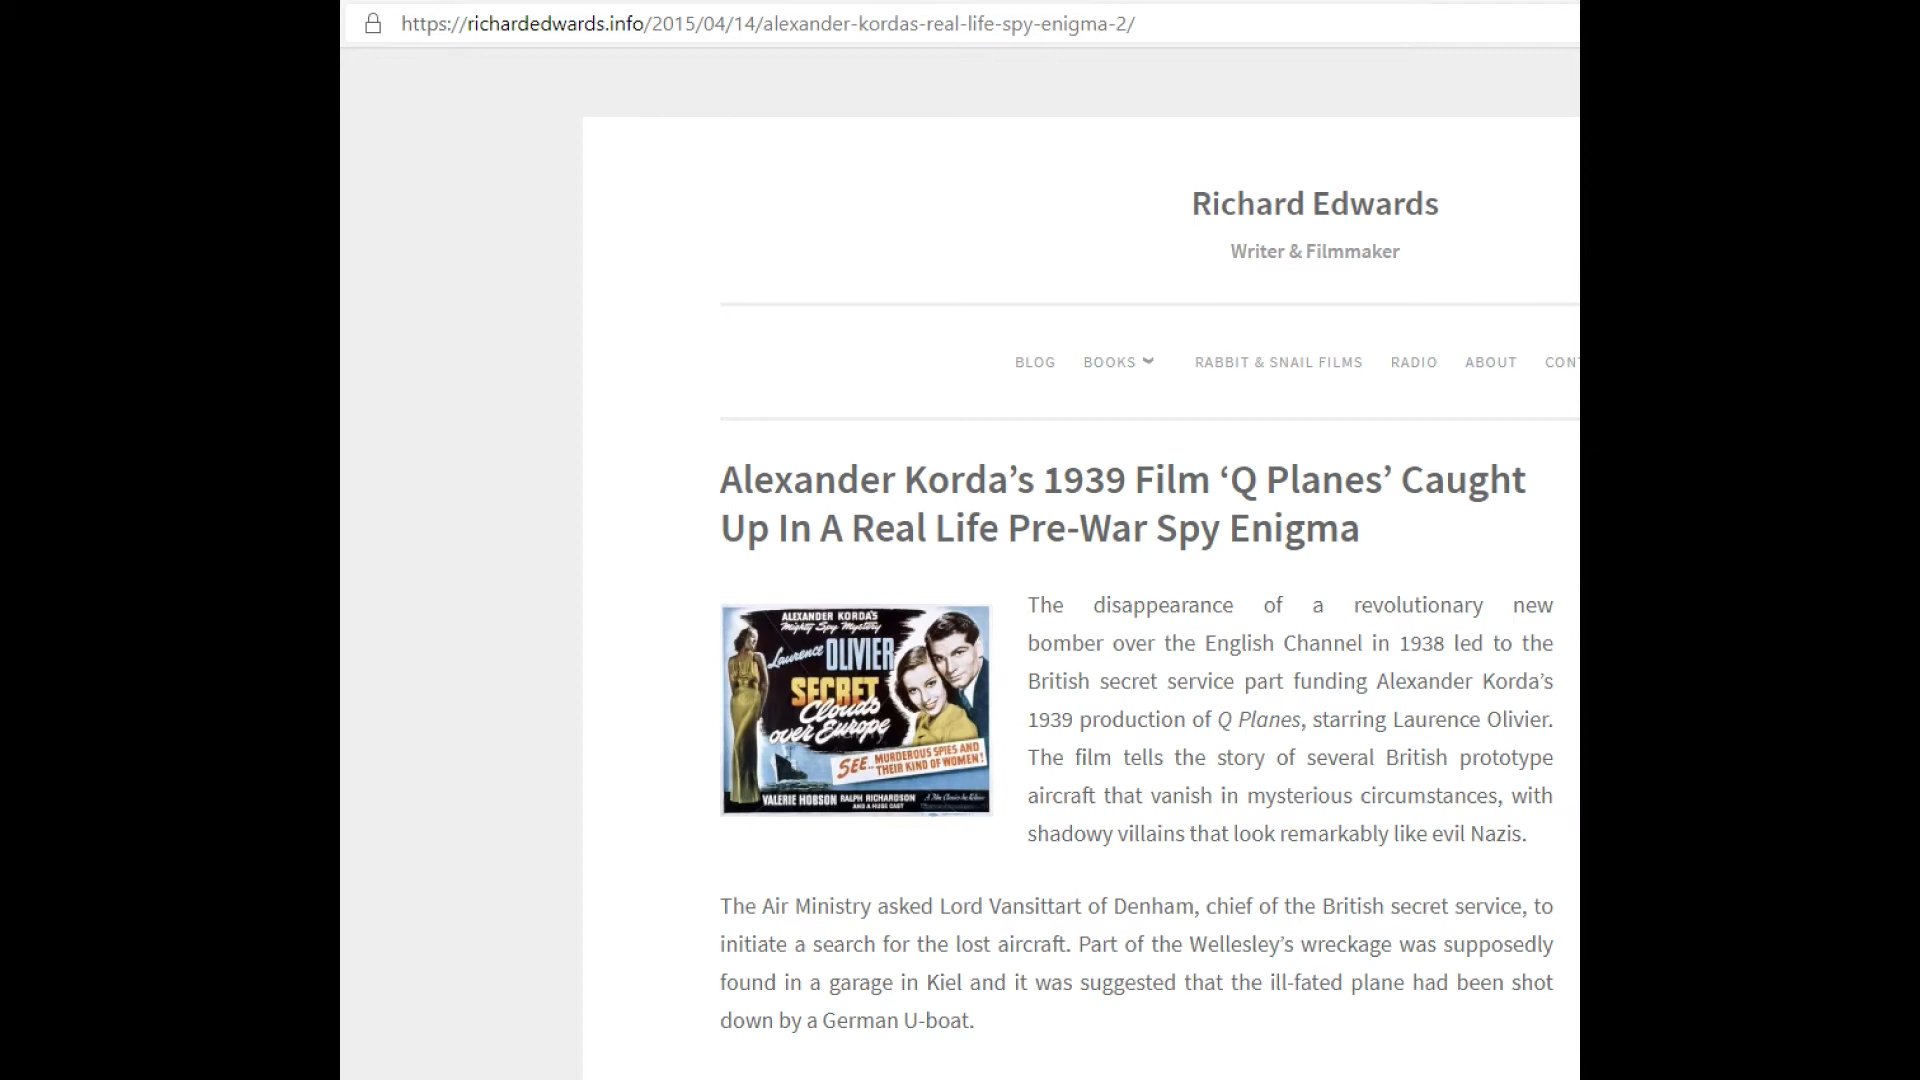 https://richardedwards.info/2015/04/14/alexander-kordas-real-life-spy-enigma-2/
Richard Edwards
Writer & Filmmaker
BLOG BOOKS RABBIT & SNAIL FILMS RADIO ABOUT CONT
Alexander Korda’s 1939 Film ‘Q Planes’ Caught
Up In A Real Life Pre-War Spy Enigma
ALEXANDER KORDA'S
Mighty Spy Mystery
Laurence OLIVIER
SECRET
Clouds
over Europe
SEE.. MURDEROUS SPIES AND
THEIR KIND OF WOMEN!
VALERIE HOBSON RALPH RICHARDSON
AND A HUGE CAST
The disappearance of a revolutionary new
bomber over the English Channel in 1938 led to the
British secret service part funding Alexander Korda’s
1939 production of Q Planes, starring Laurence Olivier.
The film tells the story of several British prototype
aircraft that vanish in mysterious circumstances, with
shadowy villains that look remarkably like evil Nazis.
The Air Ministry asked Lord Vansittart of Denham, chief of the British secret service, to
initiate a search for the lost aircraft. Part of the Wellesley’s wreckage was supposedly
found in a garage in Kiel and it was suggested that the ill-fated plane had been shot
down by a German U-boat.